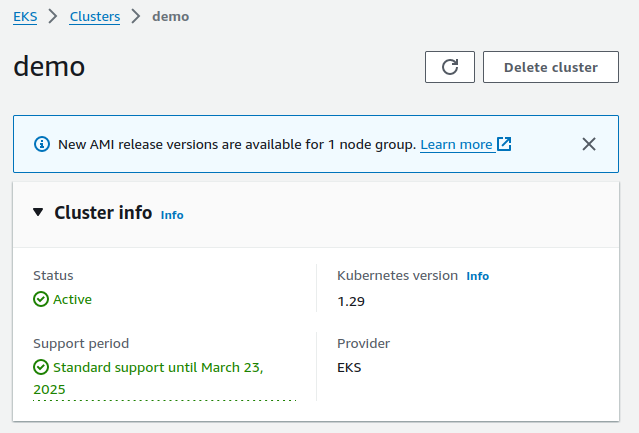 EKS > Clusters > demo
demo
Delete cluster
New AMI release versions are available for 1 node group. Learn more
Cluster info Info
Status
Active
Kubernetes version Info
1.29
Support period
Standard support until March 23,
2025
Provider
EKS